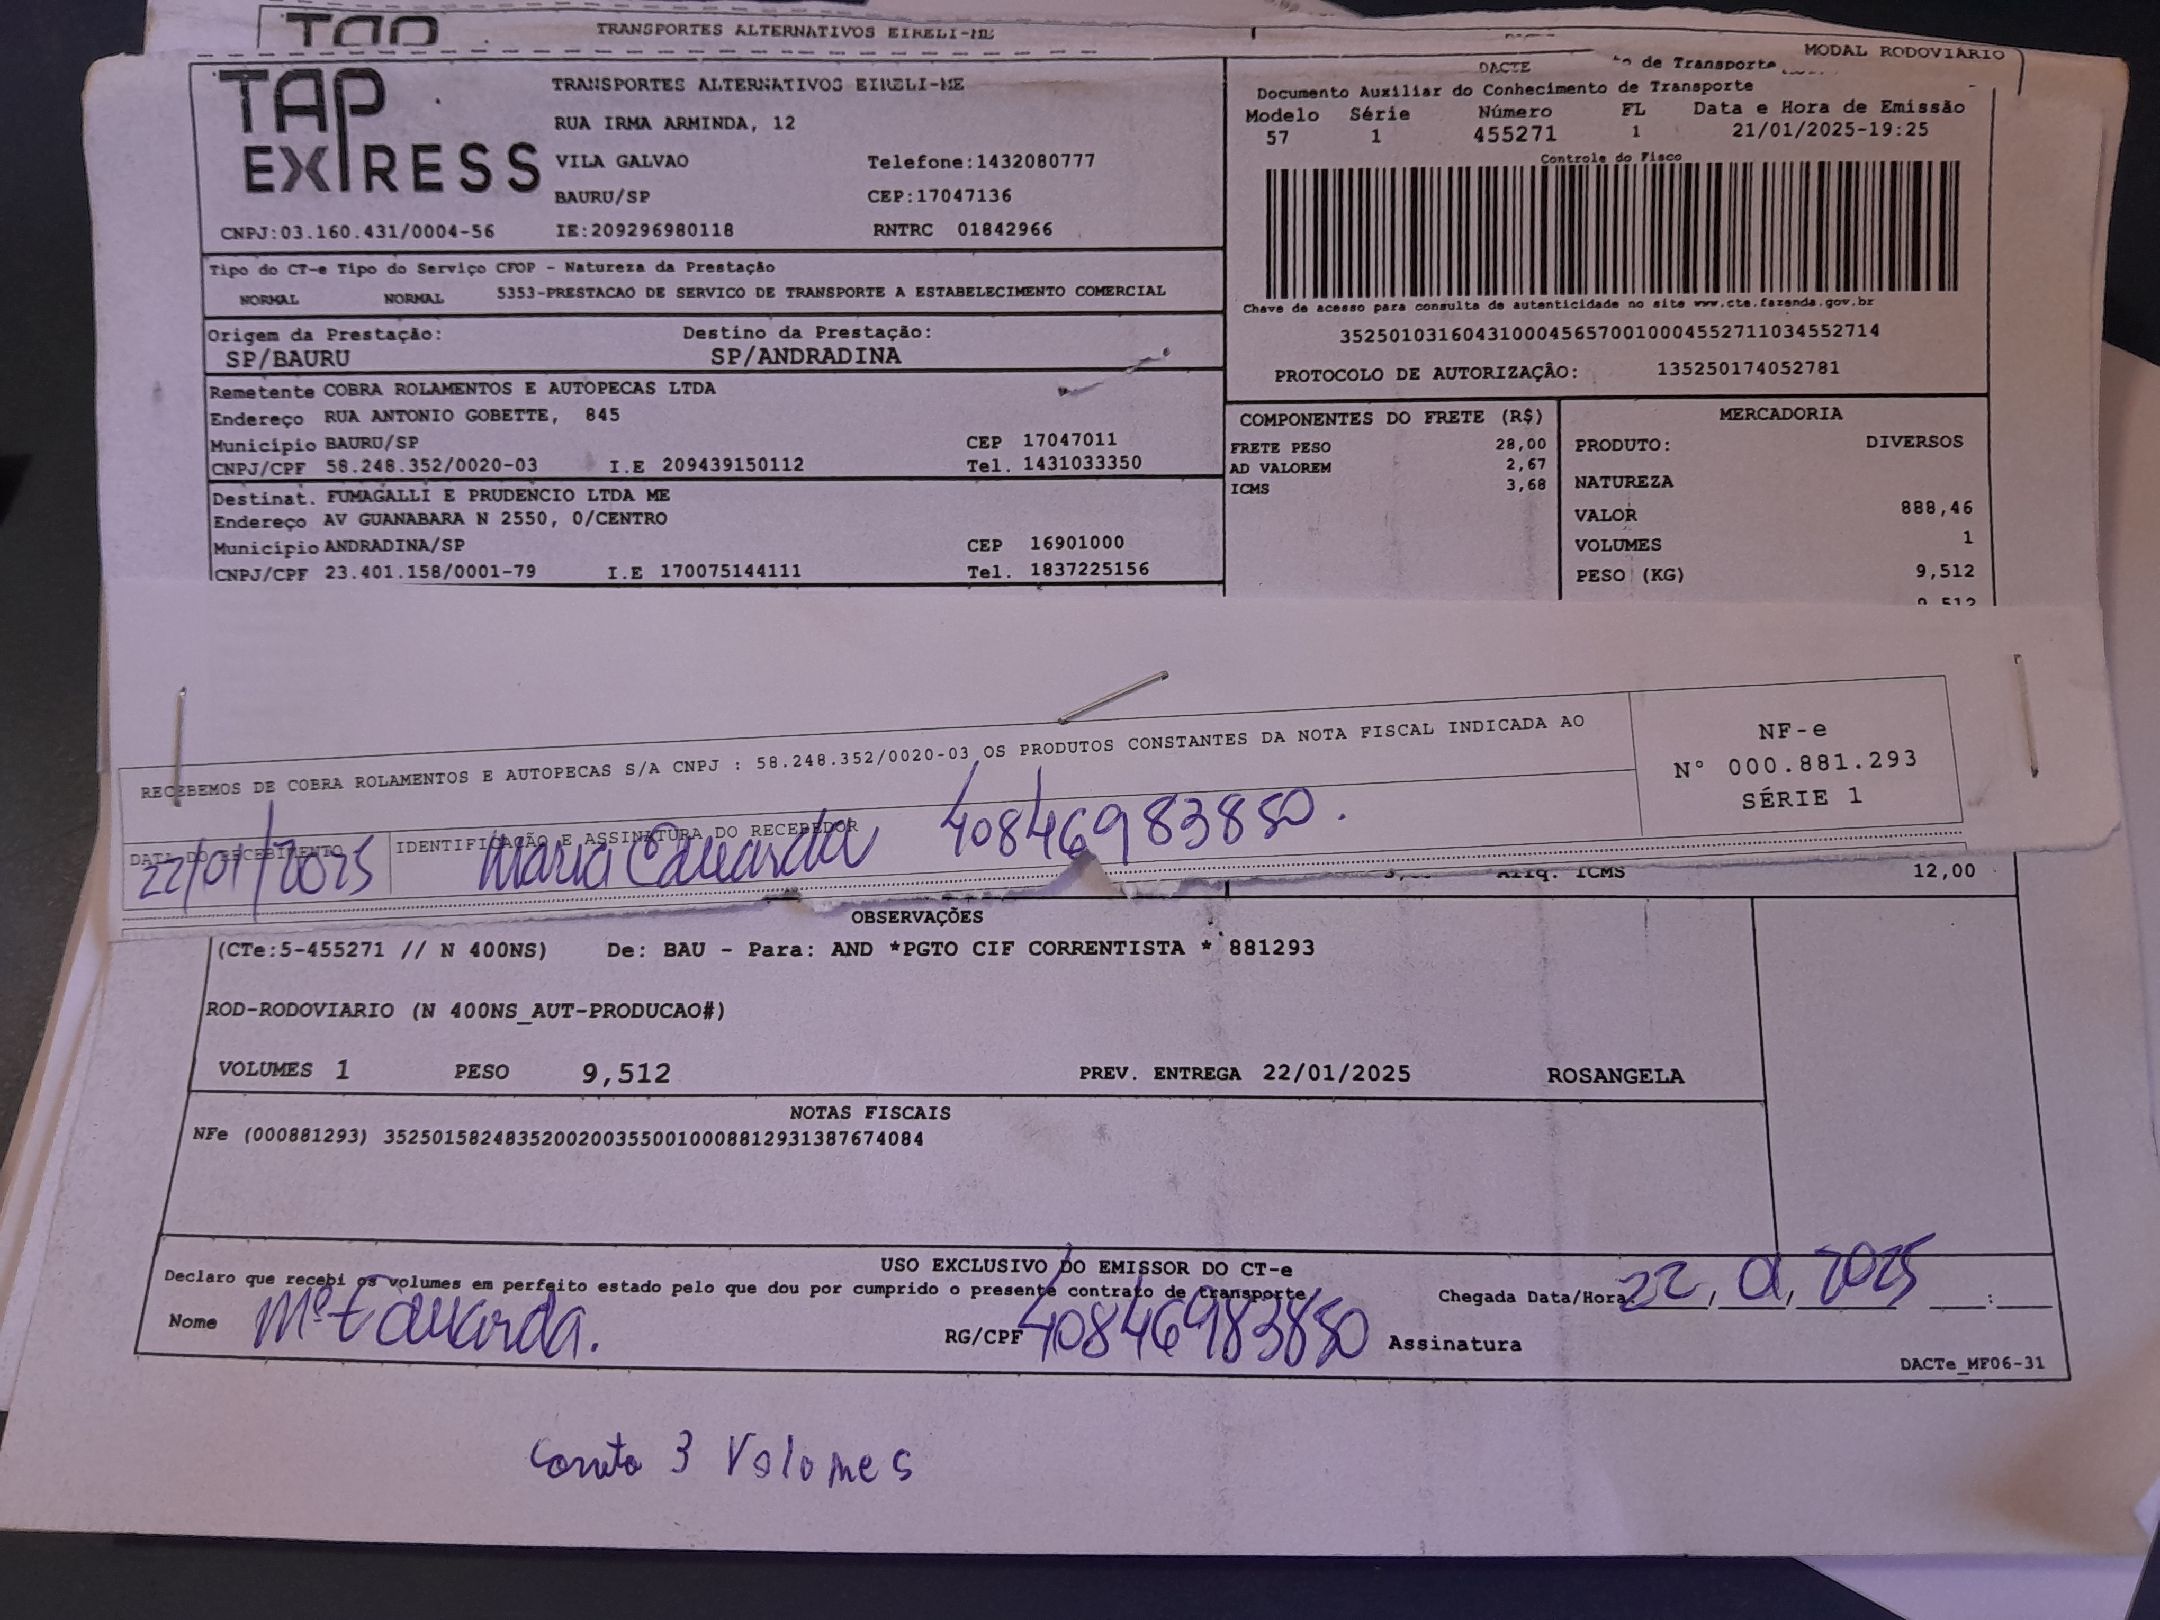 TRANSPORTES ALTERNATIVOS EIRELI-ME
MODAL RODOVIÁRIO
TAP EXPRESS
TRANSPORTES ALTERNATIVOS EIRELI-ME
RUA IRMA ARMINDA, 12
VILA GALVAO Telefone:1432080777
BAURU/SP CEP:17047136
CNPJ:03.160.431/0004-56 IE:209296980118 RNTRC 01842966
DACTE de Transporte
Documento Auxiliar do Conhecimento de Transporte
Modelo Série Número FL Data e Hora de Emissão
57 1 455271 1 21/01/2025-19:25
Controle do Fisco
Chave de acesso para consulta de autenticidade no site www.cte.fazenda.gov.br
35250103160431000456570010004552711034552714
PROTOCOLO DE AUTORIZAÇÃO: 135250174052781
Tipo do CT-e Tipo do Serviço CFOP - Natureza da Prestação
NORMAL NORMAL 5353-PRESTACAO DE SERVICO DE TRANSPORTE A ESTABELECIMENTO COMERCIAL
Origem da Prestação: Destino da Prestação:
SP/BAURU SP/ANDRADINA
Remetente COBRA ROLAMENTOS E AUTOPECAS LTDA
Endereço RUA ANTONIO GOBETTE, 845
Município BAURU/SP CEP 17047011
CNPJ/CPF 58.248.352/0020-03 I.E 209439150112 Tel. 1431033350
Destinat. FUMAGALLI E PRUDENCIO LTDA ME
Endereço AV GUANABARA N 2550, 0/CENTRO
Município ANDRADINA/SP CEP 16901000
CNPJ/CPF 23.401.158/0001-79 I.E 170075144111 Tel. 1837225156
COMPONENTES DO FRETE (R$)
FRETE PESO 28,00
AD VALOREM 2,67
ICMS 3,68
MERCADORIA
PRODUTO: DIVERSOS
NATUREZA
VALOR 888,46
VOLUMES 1
PESO (KG) 9,512
9,512
RECEBEMOS DE COBRA ROLAMENTOS E AUTOPECAS S/A CNPJ : 58.248.352/0020-03 OS PRODUTOS CONSTANTES DA NOTA FISCAL INDICADA AO
NF-e
N° 000.881.293
SÉRIE 1
DATA DO RECEBIMENTO IDENTIFICAÇÃO E ASSINATURA DO RECEBEDOR
22/01/2025 Maria Eduarda 40846983850.
Aliq. ICMS 12,00
OBSERVAÇÕES
(CTe:5-455271 // N 400NS) De: BAU - Para: AND *PGTO CIF CORRENTISTA * 881293
ROD-RODOVIARIO (N 400NS_AUT-PRODUCAO#)
VOLUMES 1 PESO 9,512 PREV. ENTREGA 22/01/2025 ROSANGELA
NOTAS FISCAIS
NFe (000881293) 35250158248352002003550010008812931387674084
USO EXCLUSIVO DO EMISSOR DO CT-e
Declaro que recebi os volumes em perfeito estado pelo que dou por cumprido o presente contrato de transporte
Chegada Data/Hora: 22, 01, 2025 :
Nome Mª Eduarda. RG/CPF 40846983850 Assinatura
DACTe_MF06-31
Correto 3 Volumes